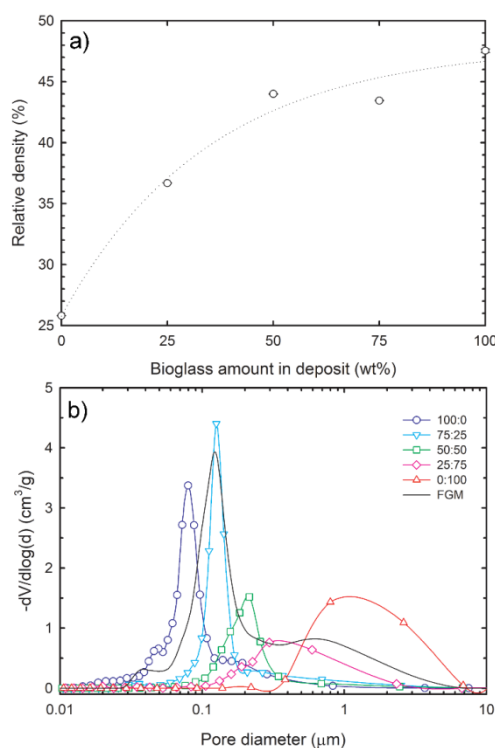 a)
Relative density (%)
50
45
40
35
30
25
0 25 50 75 100
Bioglass amount in deposit (wt%)
b)
-dV/dlog(d) (cm³/g)
5
4
3
2
1
0
100:0
75:25
50:50
25:75
0:100
FGM
0.01 0.1 1 10
Pore diameter (μm)